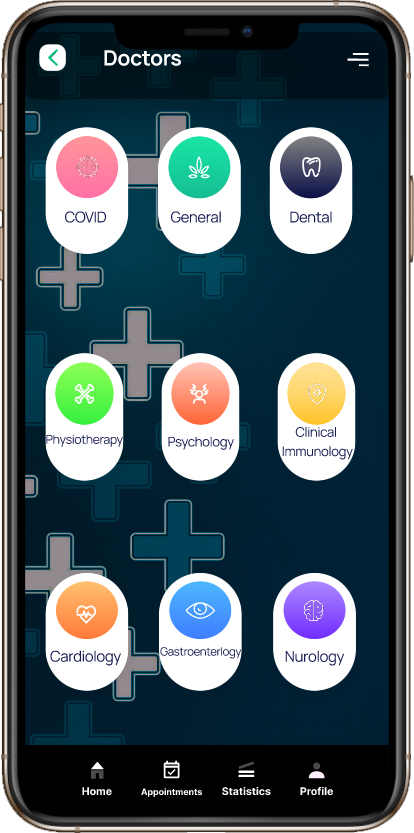 Doctors
COVID
General
Dental
Physiotherapy
Psychology
Clinical
Immunology
Cardiology
Gastroenterlogy
Nurology
Home
Appointments
Statistics
Profile